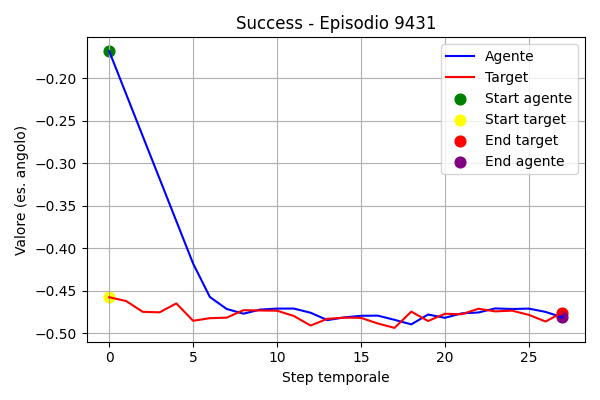 Success - Episodio 9431
Agente
Target
Start agente
Start target
End target
End agente
Valore (es. angolo)
−0.20
−0.25
−0.30
−0.35
−0.40
−0.45
−0.50
0
5
10
15
20
25
Step temporale